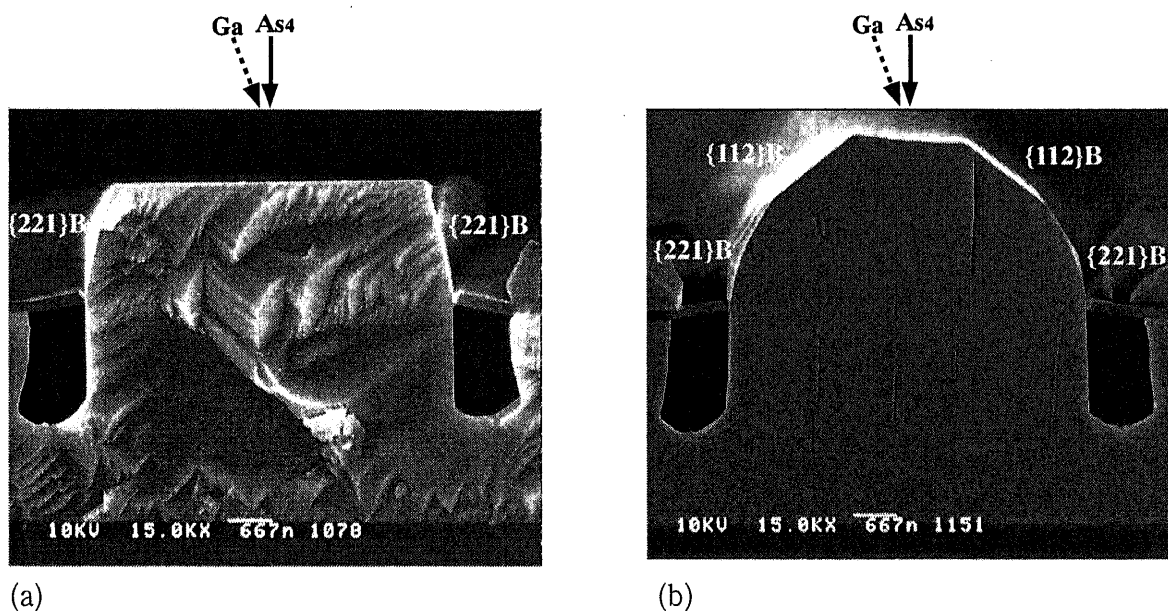 Ga As4
Ga As4
{221}B
{221}B
{112}B
{112}B
{221}B
{221}B
10KV 15.0KX 667n 1078
10KV 15.0KX 667n 1151
(a)
(b)